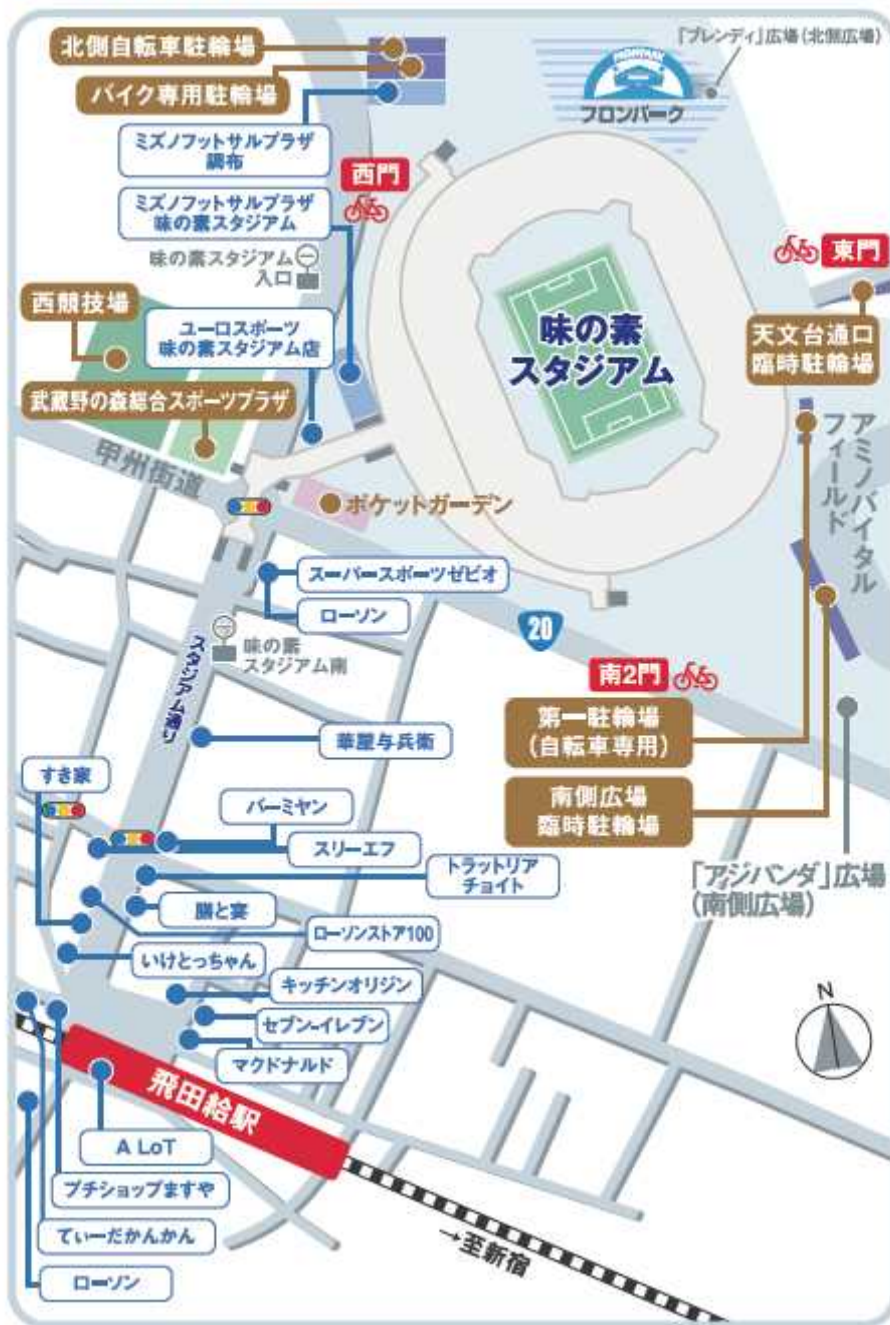 北側自転車駐輪場
「ブレンディ」広場(北側広場)
バイク専用駐輪場
FRONPARK
フロンパーク
ミズノフットサルプラザ
調布
西門
ミズノフットサルプラザ
味の素スタジアム
味の素スタジアム
入口
東門
西競技場
ユーロスポーツ
味の素スタジアム店
味の素
スタジアム
天文台通口
臨時駐輪場
武蔵野の森総合スポーツプラザ
アミノバイタル
フィールド
甲州街道
ポケットガーデン
スーパースポーツゼビオ
ローソン
20
味の素
スタジアム南
スタジアム通り
南2門
第一駐輪場
(自転車専用)
華屋与兵衛
すき家
南側広場
臨時駐輪場
バーミヤン
スリーエフ
トラットリア
チョイト
「アジパンダ」広場
(南側広場)
勝と宴
ローソンストア100
いけとっちゃん
キッチンオリジン
N
セブン-イレブン
マクドナルド
飛田給駅
A LoT
プチショップますや
てぃーだかんかん
→至新宿
ローソン